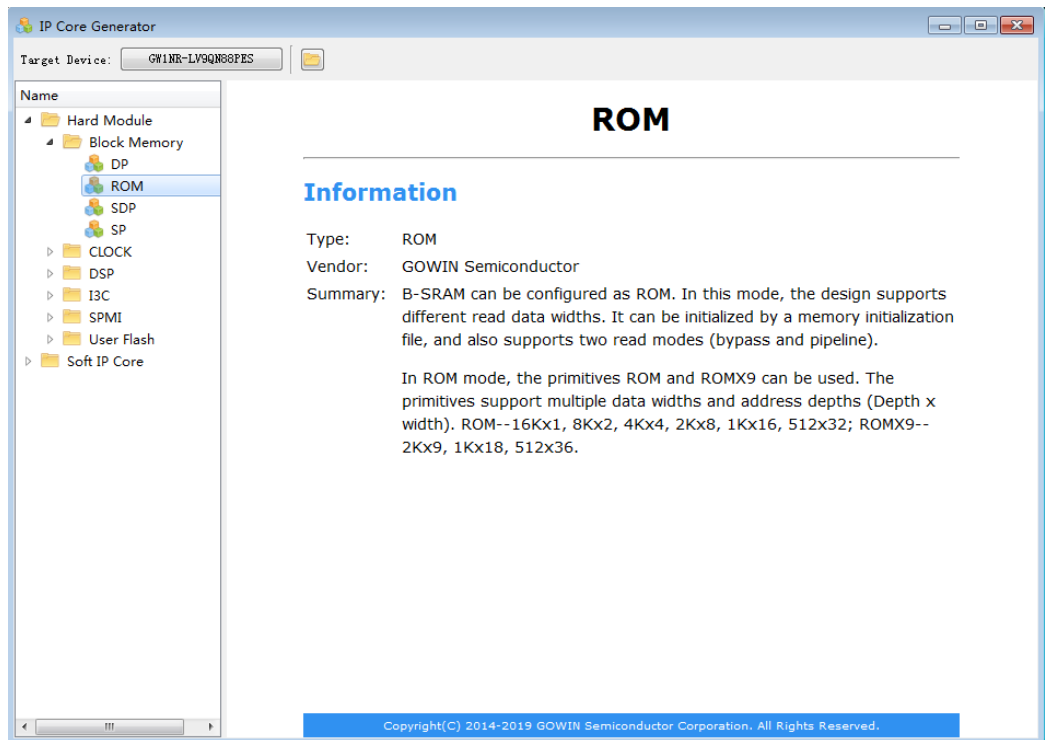 IP Core Generator
Target Device: GW1NR-LV9QN88PES
Name
Hard Module
Block Memory
DP
ROM
SDP
SP
CLOCK
DSP
I3C
SPMI
User Flash
Soft IP Core
ROM
Information
Type: ROM
Vendor: GOWIN Semiconductor
Summary: B-SRAM can be configured as ROM. In this mode, the design supports
different read data widths. It can be initialized by a memory initialization
file, and also supports two read modes (bypass and pipeline).
In ROM mode, the primitives ROM and ROMX9 can be used. The
primitives support multiple data widths and address depths (Depth x
width). ROM--16Kx1, 8Kx2, 4Kx4, 2Kx8, 1Kx16, 512x32; ROMX9--
2Kx9, 1Kx18, 512x36.
Copyright(C) 2014-2019 GOWIN Semiconductor Corporation. All Rights Reserved.